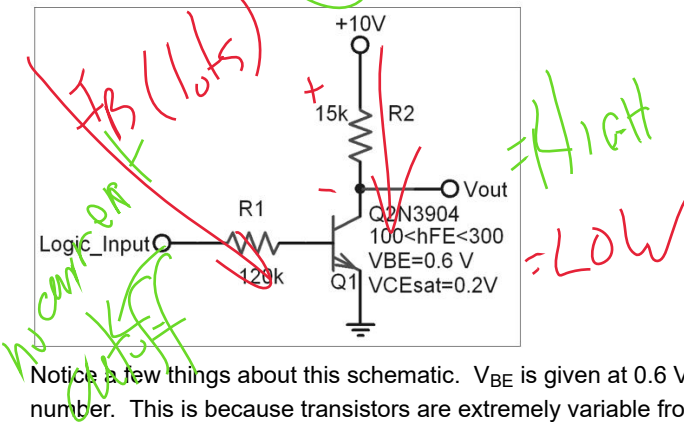 +10V
IB (lots)
+
15k
R2
= HIGH
-
Vout
R1
Q2N3904
Logic_Input
100<hFE<300
VBE=0.6 V
= LOW
120k
Q1
VCEsat=0.2V
no current
cutoff
Notice a few things about this schematic. VBE is given at 0.6 V
number. This is because transistors are extremely variable fro